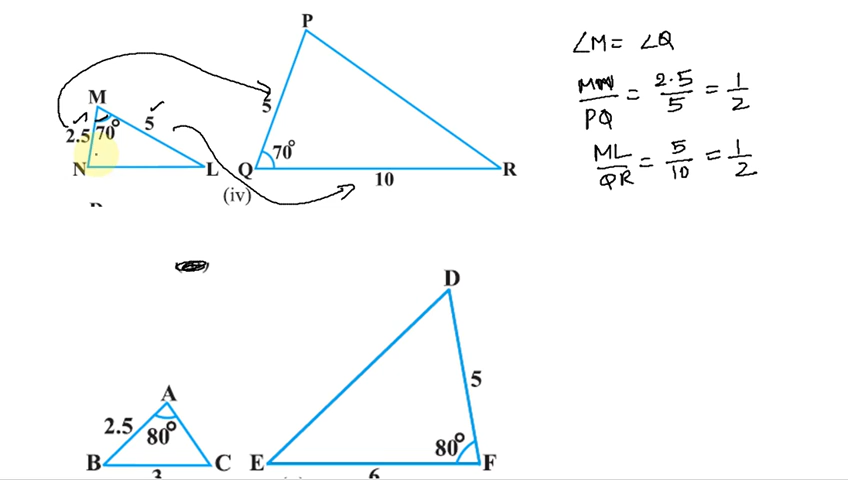 P
∠M = ∠Q
M
MN/PQ = 2.5/5 = 1/2
5
5
2.5 70°
70°
ML/QR = 5/10 = 1/2
N
L
Q
R
10
(iv)
D
5
A
2.5
80°
80°
B
C
E
F
3
6